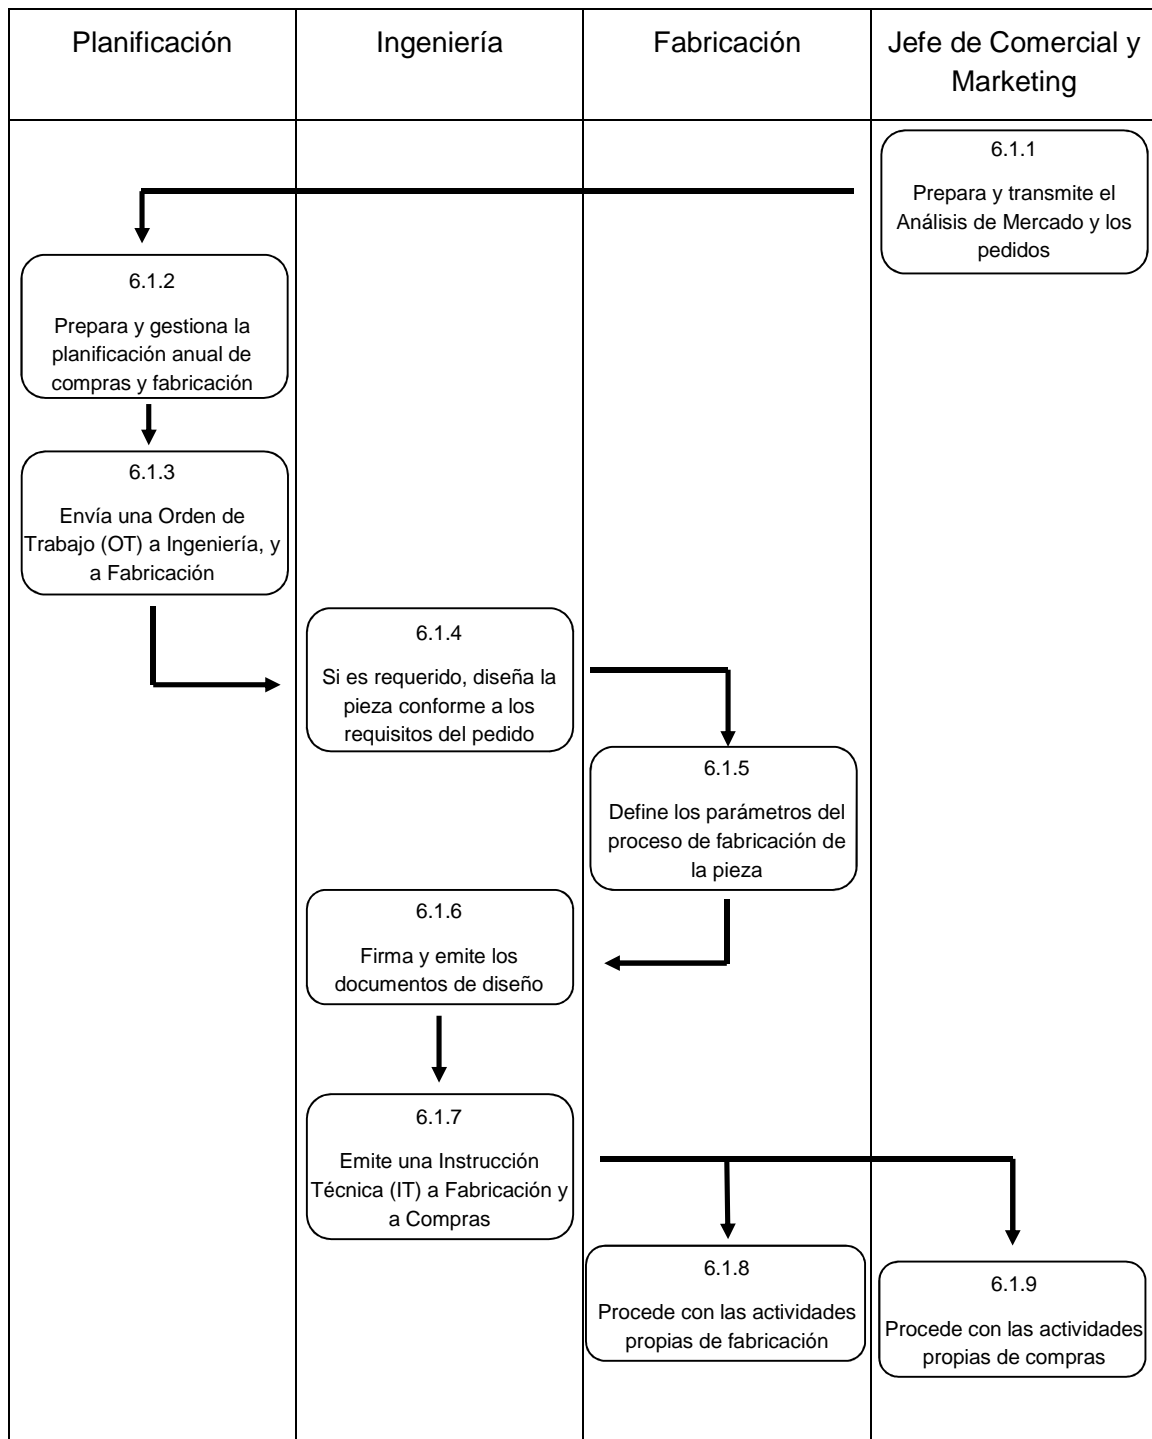 Planificación
Ingeniería
Fabricación
Jefe de Comercial y
Marketing
6.1.1
Prepara y transmite el
Análisis de Mercado y los
pedidos
6.1.2
Prepara y gestiona la
planificación anual de
compras y fabricación
6.1.3
Envía una Orden de
Trabajo (OT) a Ingeniería, y
a Fabricación
6.1.4
Si es requerido, diseña la
pieza conforme a los
requisitos del pedido
6.1.5
Define los parámetros del
proceso de fabricación de
la pieza
6.1.6
Firma y emite los
documentos de diseño
6.1.7
Emite una Instrucción
Técnica (IT) a Fabricación y
a Compras
6.1.8
Procede con las actividades
propias de fabricación
6.1.9
Procede con las actividades
propias de compras